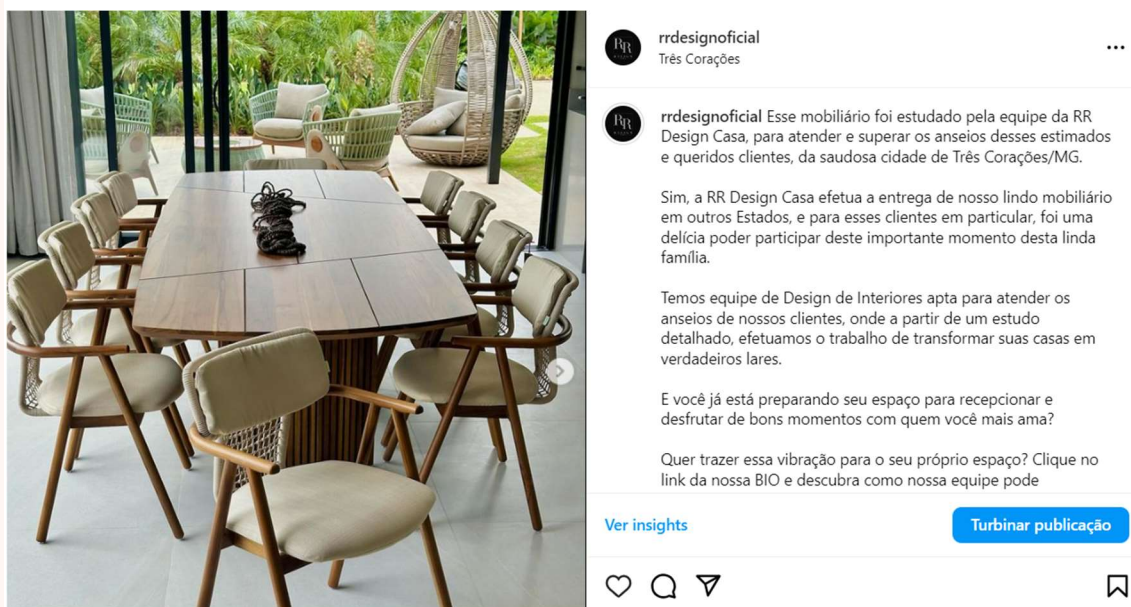 rrdesignoficial
Três Corações
rrdesignoficial Esse mobiliário foi estudado pela equipe da RR
Design Casa, para atender e superar os anseios desses estimados
e queridos clientes, da saudosa cidade de Três Corações/MG.
Sim, a RR Design Casa efetua a entrega de nosso lindo mobiliário
em outros Estados, e para esses clientes em particular, foi uma
delícia poder participar deste importante momento desta linda
família.
Temos equipe de Design de Interiores apta para atender os
anseios de nossos clientes, onde a partir de um estudo
detalhado, efetuamos o trabalho de transformar suas casas em
verdadeiros lares.
E você já está preparando seu espaço para recepcionar e
desfrutar de bons momentos com quem você mais ama?
Quer trazer essa vibração para o seu próprio espaço? Clique no
link da nossa BIO e descubra como nossa equipe pode
Ver insights
Turbinar publicação